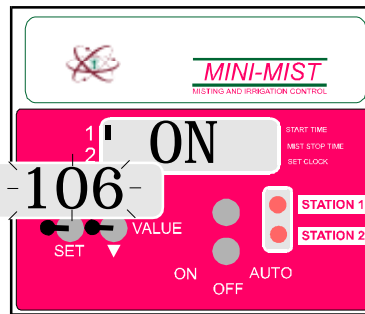 MINI-MIST
MISTING AND IRRIGATION CONTROL
1
2
ON
START TIME
MIST STOP TIME
SET CLOCK
106
SET
VALUE
STATION 1
STATION 2
ON
OFF
AUTO